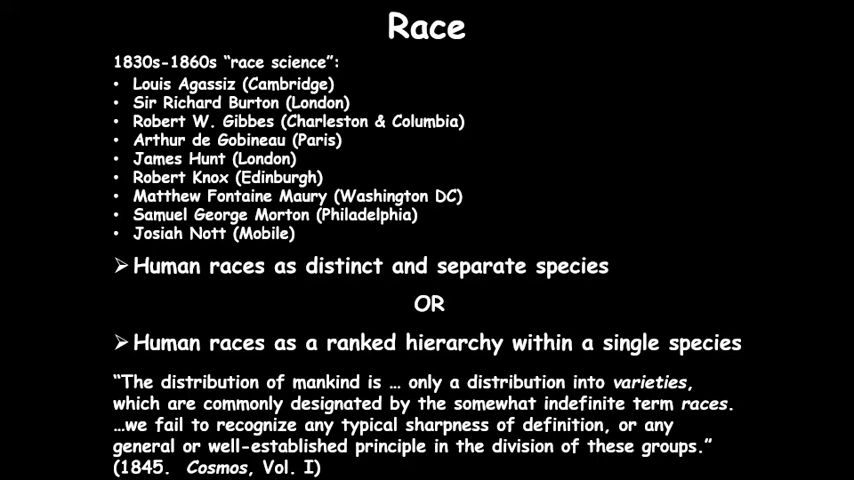 Race
1830s-1860s “race science”:
• Louis Agassiz (Cambridge)
• Sir Richard Burton (London)
• Robert W. Gibbes (Charleston & Columbia)
• Arthur de Gobineau (Paris)
• James Hunt (London)
• Robert Knox (Edinburgh)
• Matthew Fontaine Maury (Washington DC)
• Samuel George Morton (Philadelphia)
• Josiah Nott (Mobile)
➢ Human races as distinct and separate species
OR
➢ Human races as a ranked hierarchy within a single species
“The distribution of mankind is … only a distribution into varieties,
which are commonly designated by the somewhat indefinite term races.
…we fail to recognize any typical sharpness of definition, or any
general or well-established principle in the division of these groups.”
(1845. Cosmos, Vol. I)